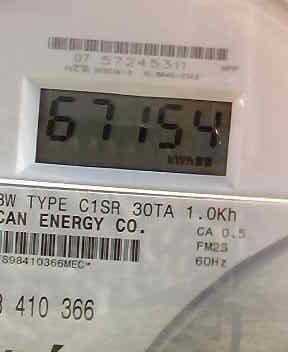 07 57245311
67154
kWh
3W TYPE C1SR 30TA 1.0Kh
CAN ENERGY CO.
CA 0.5
FM2S
60Hz
S98410366MEC*
410 366